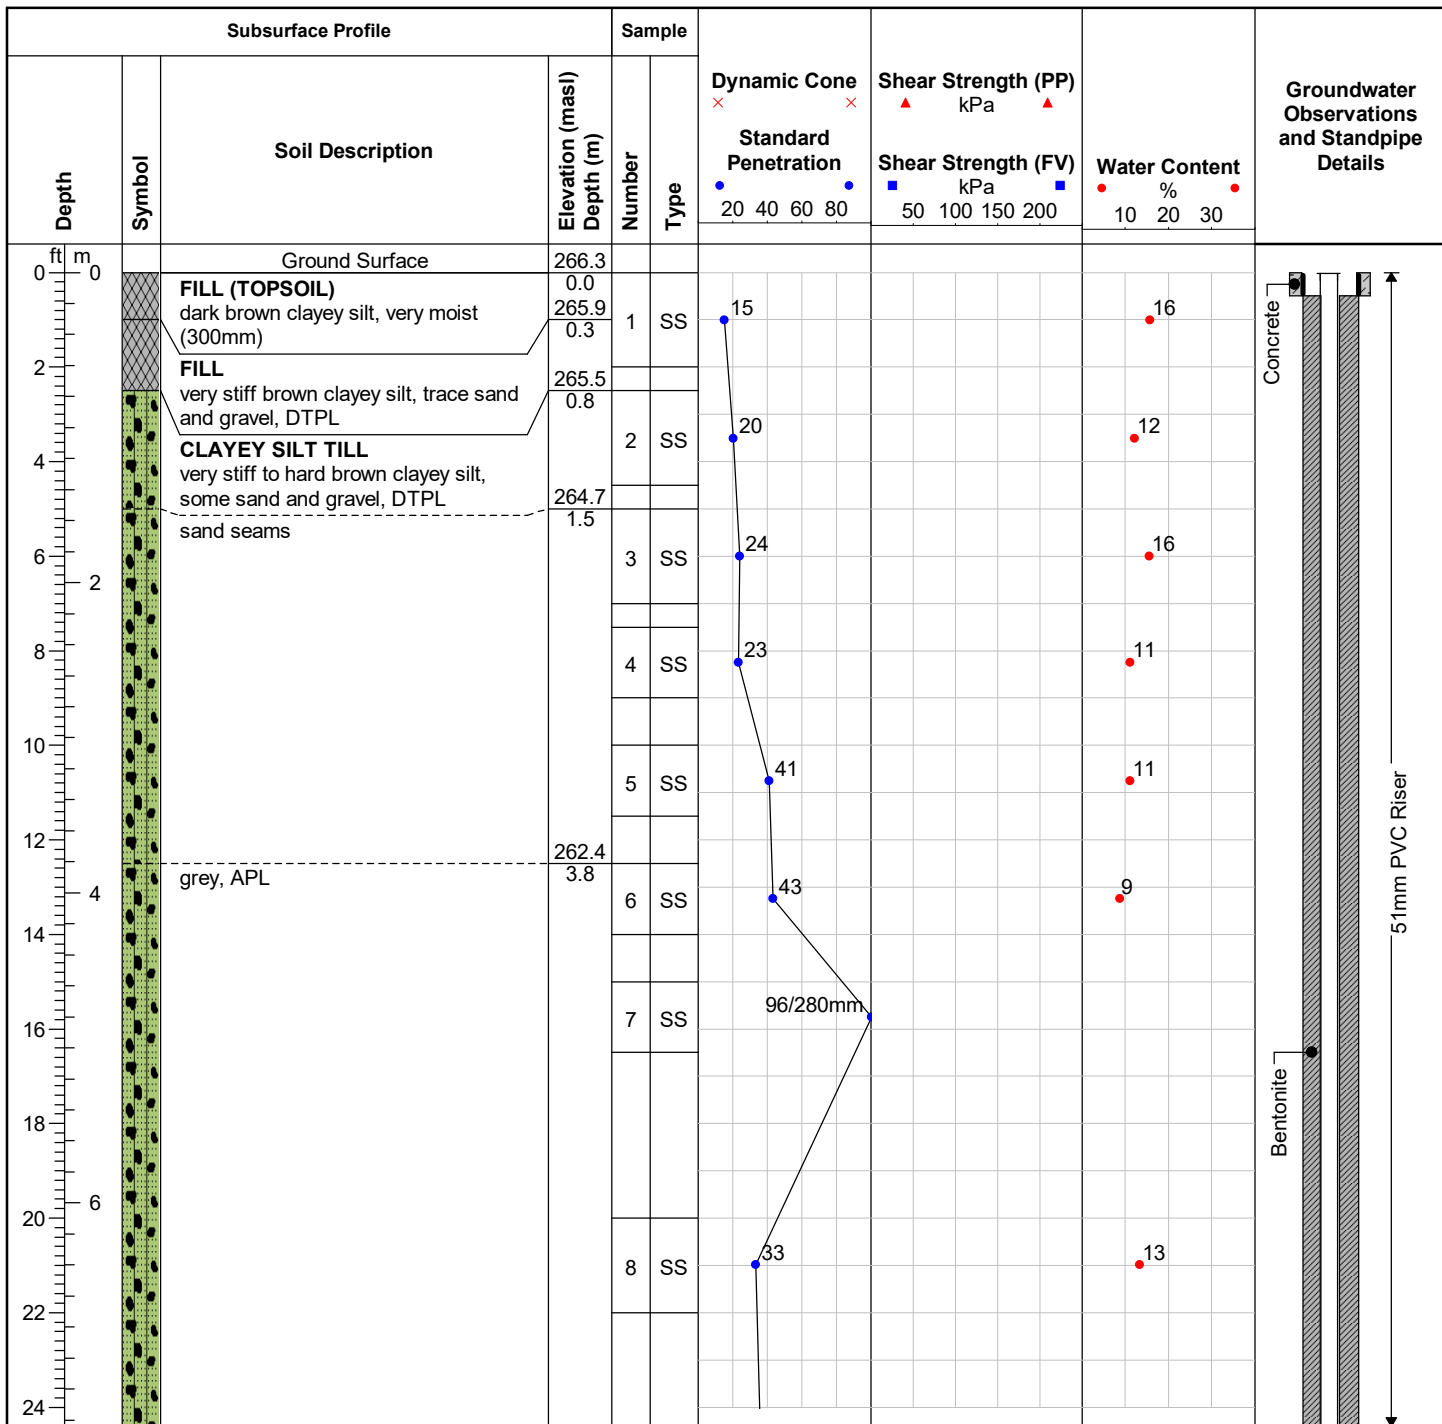 Subsurface Profile
Sample
Depth
Symbol
Soil Description
Elevation (masl)
Depth (m)
Number
Type
Dynamic Cone
Standard
Penetration
20 40 60 80
Shear Strength (PP)
kPa
Shear Strength (FV)
kPa
50 100 150 200
Water Content
%
10 20 30
Groundwater
Observations
and Standpipe
Details
ft m
0 0
2
4
6
2
8
10
12
4
14
16
18
6
20
22
24
Ground Surface
266.3
0.0
FILL (TOPSOIL)
dark brown clayey silt, very moist
(300mm)
265.9
0.3
FILL
very stiff brown clayey silt, trace sand
and gravel, DTPL
265.5
0.8
CLAYEY SILT TILL
very stiff to hard brown clayey silt,
some sand and gravel, DTPL
264.7
1.5
sand seams
262.4
3.8
grey, APL
1 SS 15 16
2 SS 20 12
3 SS 24 16
4 SS 23 11
5 SS 41 11
6 SS 43 9
7 SS 96/280mm
8 SS 33 13
Concrete
Bentonite
51mm PVC Riser